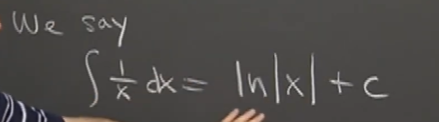 We say
∫ 1/x dx = ln|x| + c